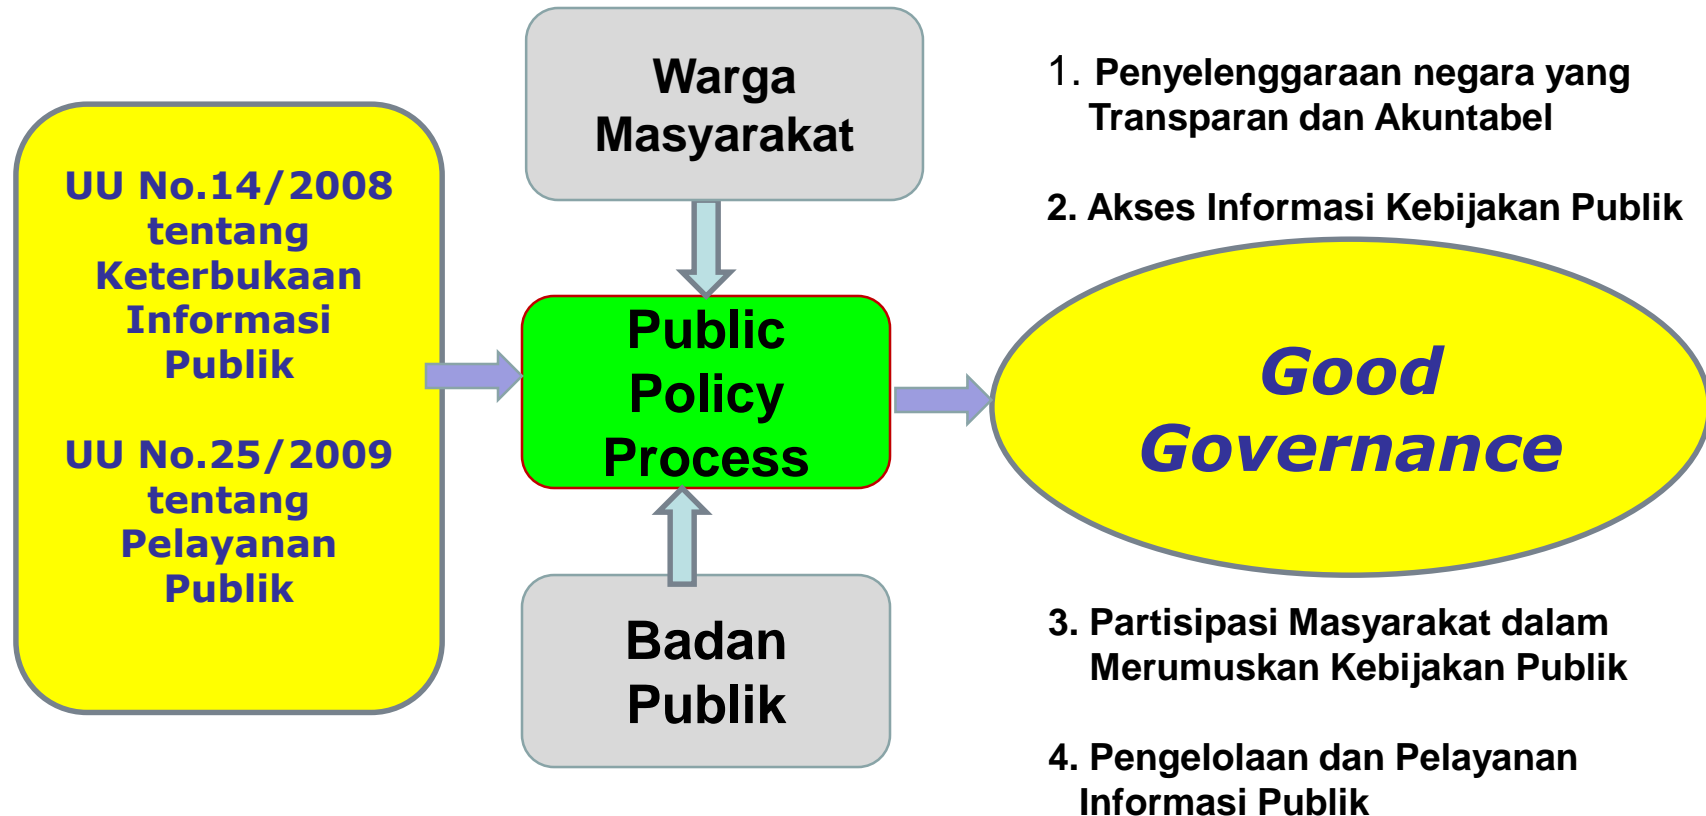 UU No.14/2008
tentang
Keterbukaan
Informasi
Publik
UU No.25/2009
tentang
Pelayanan
Publik
Warga
Masyarakat
Public
Policy
Process
Badan
Publik
1. Penyelenggaraan negara yang
Transparan dan Akuntabel
2. Akses Informasi Kebijakan Publik
Good
Governance
3. Partisipasi Masyarakat dalam
Merumuskan Kebijakan Publik
4. Pengelolaan dan Pelayanan
Informasi Publik